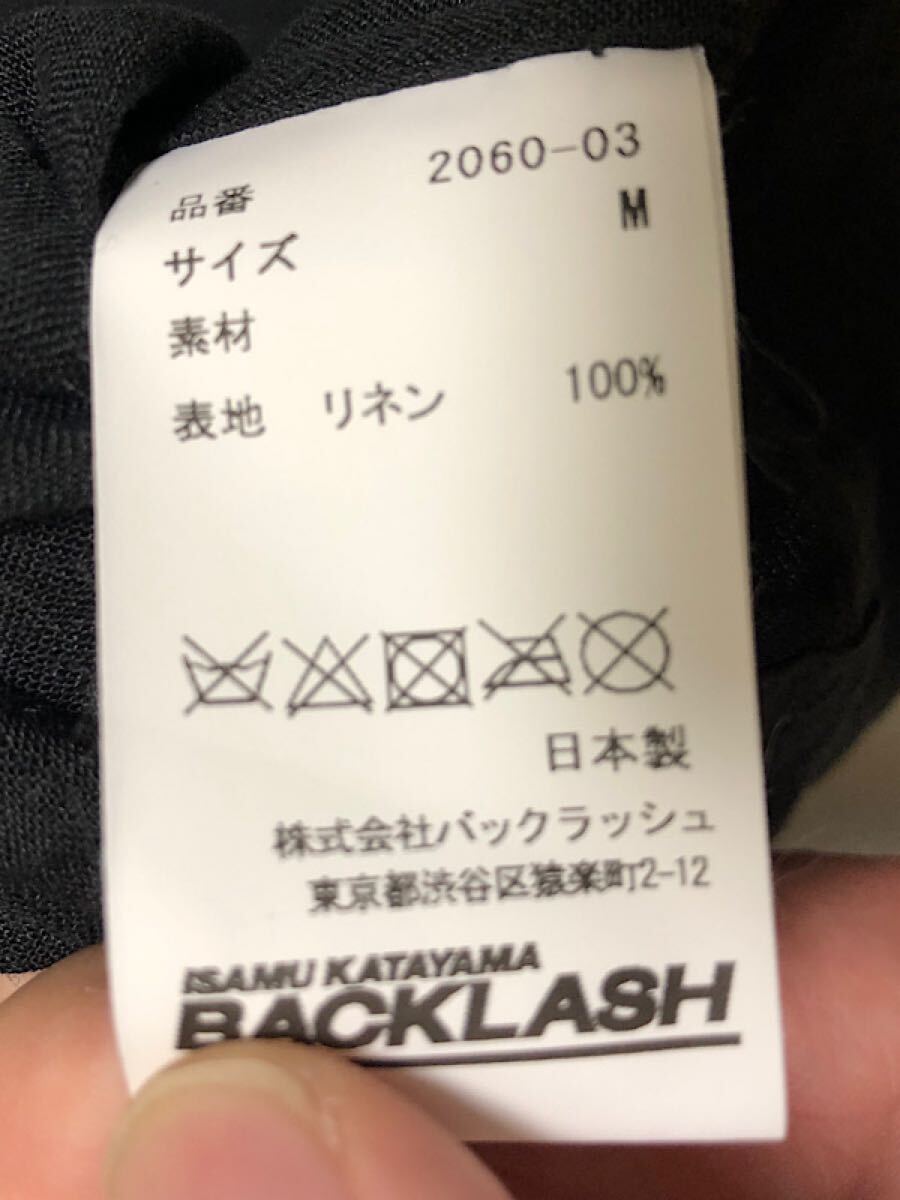 品番 2060-03
サイズ M
素材
表地 リネン 100%
日本製
株式会社バックラッシュ
東京都渋谷区猿楽町2-12
ISAMU KATAYAMA
BACKLASH